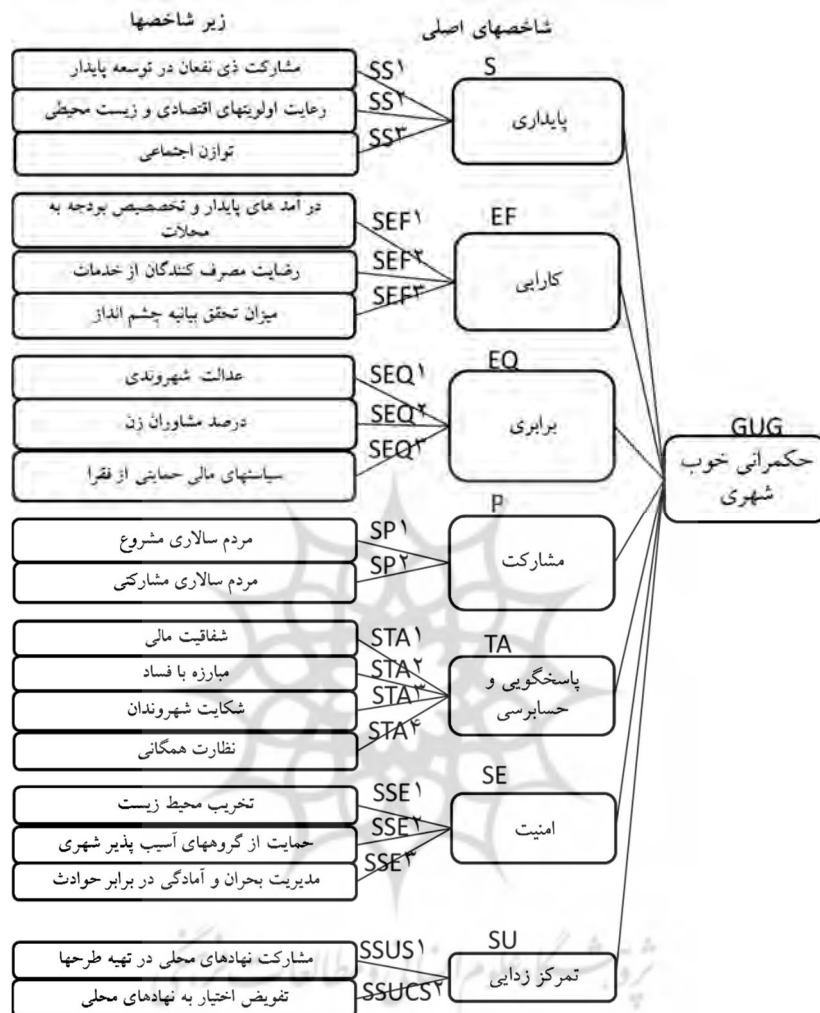 شاخصهای اصلی
زیر شاخصها
GUG
حکمرانی خوب
شهری
S
پایداری
SS۱
مشارکت ذی نفعان در توسعه پایدار
SS۲
رعایت اولویتهای اقتصادی و زیست محیطی
SS۳
توازن اجتماعی
EF
کارایی
SEF۱
در آمد های پایدار و تخصصیص بردجه به
محلات
SEF۲
رضایت مصرف کنندگان از خدمات
SEF۳
میزان تحقق بیانیه چشم انداز
EQ
برابری
SEQ۱
عدالت شهروندی
SEQ۲
درصد مشاوران زن
SEQ۳
سیاستهای مالی حمایتی از فقرا
P
مشارکت
SP۱
مردم سالاری مشروع
SP۲
مردم سالاری مشارکتی
TA
پاسخگویی و
حسابرسی
STA۱
شفاقیت مالی
STA۲
مبارزه با فساد
STA۳
شکایت شهروندان
STA۴
نظارت همگانی
SE
امنیت
SSE۱
تخریب محیط زیست
SSE۲
حمایت از گروههای آسیب پذیر شهری
SSE۳
مدیریت بحران و آمادگی در برابر حوادث
SU
تمرکز زدایی
SSUS۱
مشارکت نهادهای محلی در تهیه طرحها
SSUCS۲
تفویض اختیار به نهادهای محلی